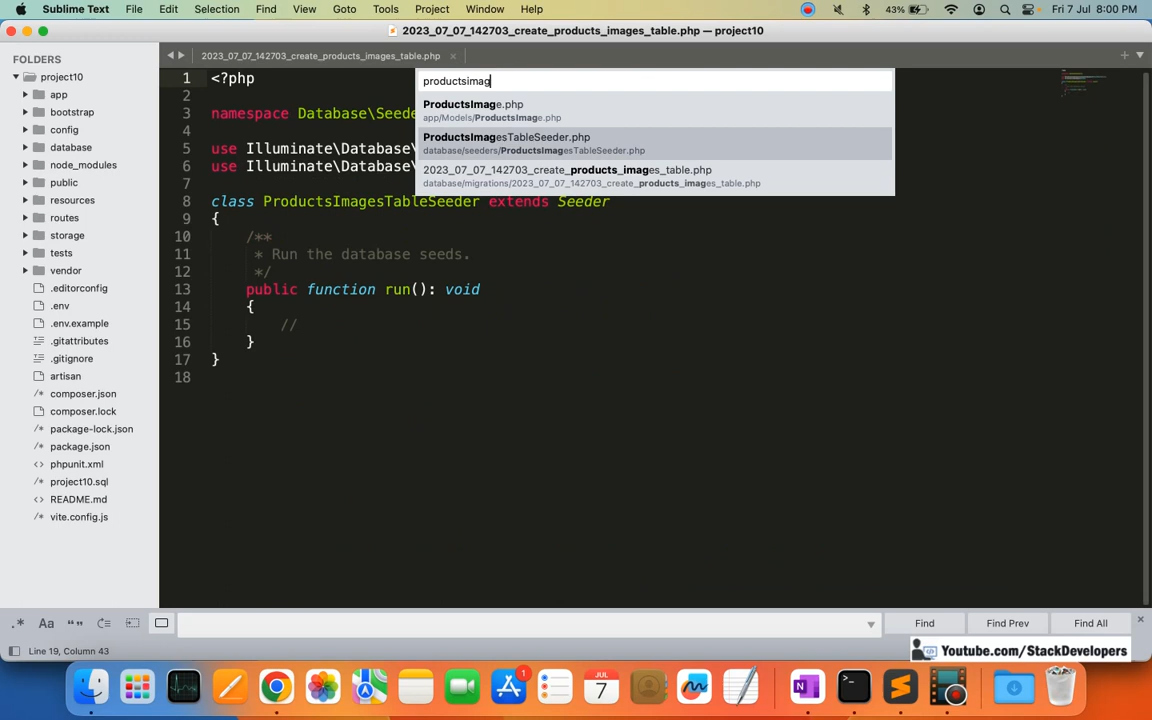 Sublime Text File Edit Selection Find View Goto Tools Project Window Help 43% Fri 7 Jul 8:00 PM
2023_07_07_142703_create_products_images_table.php — project10
FOLDERS
project10
app
bootstrap
config
database
node_modules
public
resources
routes
storage
tests
vendor
.editorconfig
.env
.env.example
.gitattributes
.gitignore
artisan
composer.json
composer.lock
package-lock.json
package.json
phpunit.xml
project10.sql
README.md
vite.config.js
2023_07_07_142703_create_products_images_table.php ×
productsimag
ProductsImage.php
app/Models/ProductsImage.php
ProductsImagesTableSeeder.php
database/seeders/ProductsImagesTableSeeder.php
2023_07_07_142703_create_products_images_table.php
database/migrations/2023_07_07_142703_create_products_images_table.php
1 <?php
2
3 namespace Database\Seede
4
5 use Illuminate\Database\
6 use Illuminate\Database\
7
8 class ProductsImagesTableSeeder extends Seeder
9 {
10 /**
11 * Run the database seeds.
12 */
13 public function run(): void
14 {
15 //
16 }
17 }
18
.* Aa “” Find Find Prev Find All ×
Line 19, Column 43
Youtube.com/StackDevelopers
1
JUL
7